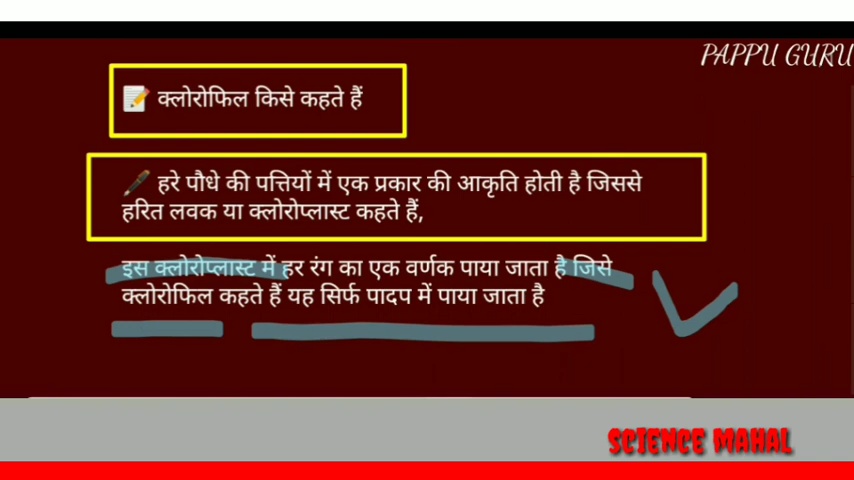 PAPPU GURU
📝 क्लोरोफिल किसे कहते हैं
🖋️ हरे पौधे की पत्तियों में एक प्रकार की आकृति होती है जिससे
हरित लवक या क्लोरोप्लास्ट कहते हैं,
इस क्लोरोप्लास्ट में हर रंग का एक वर्णक पाया जाता है जिसे
क्लोरोफिल कहते हैं यह सिर्फ पादप में पाया जाता है
SCIENCE MAHAL